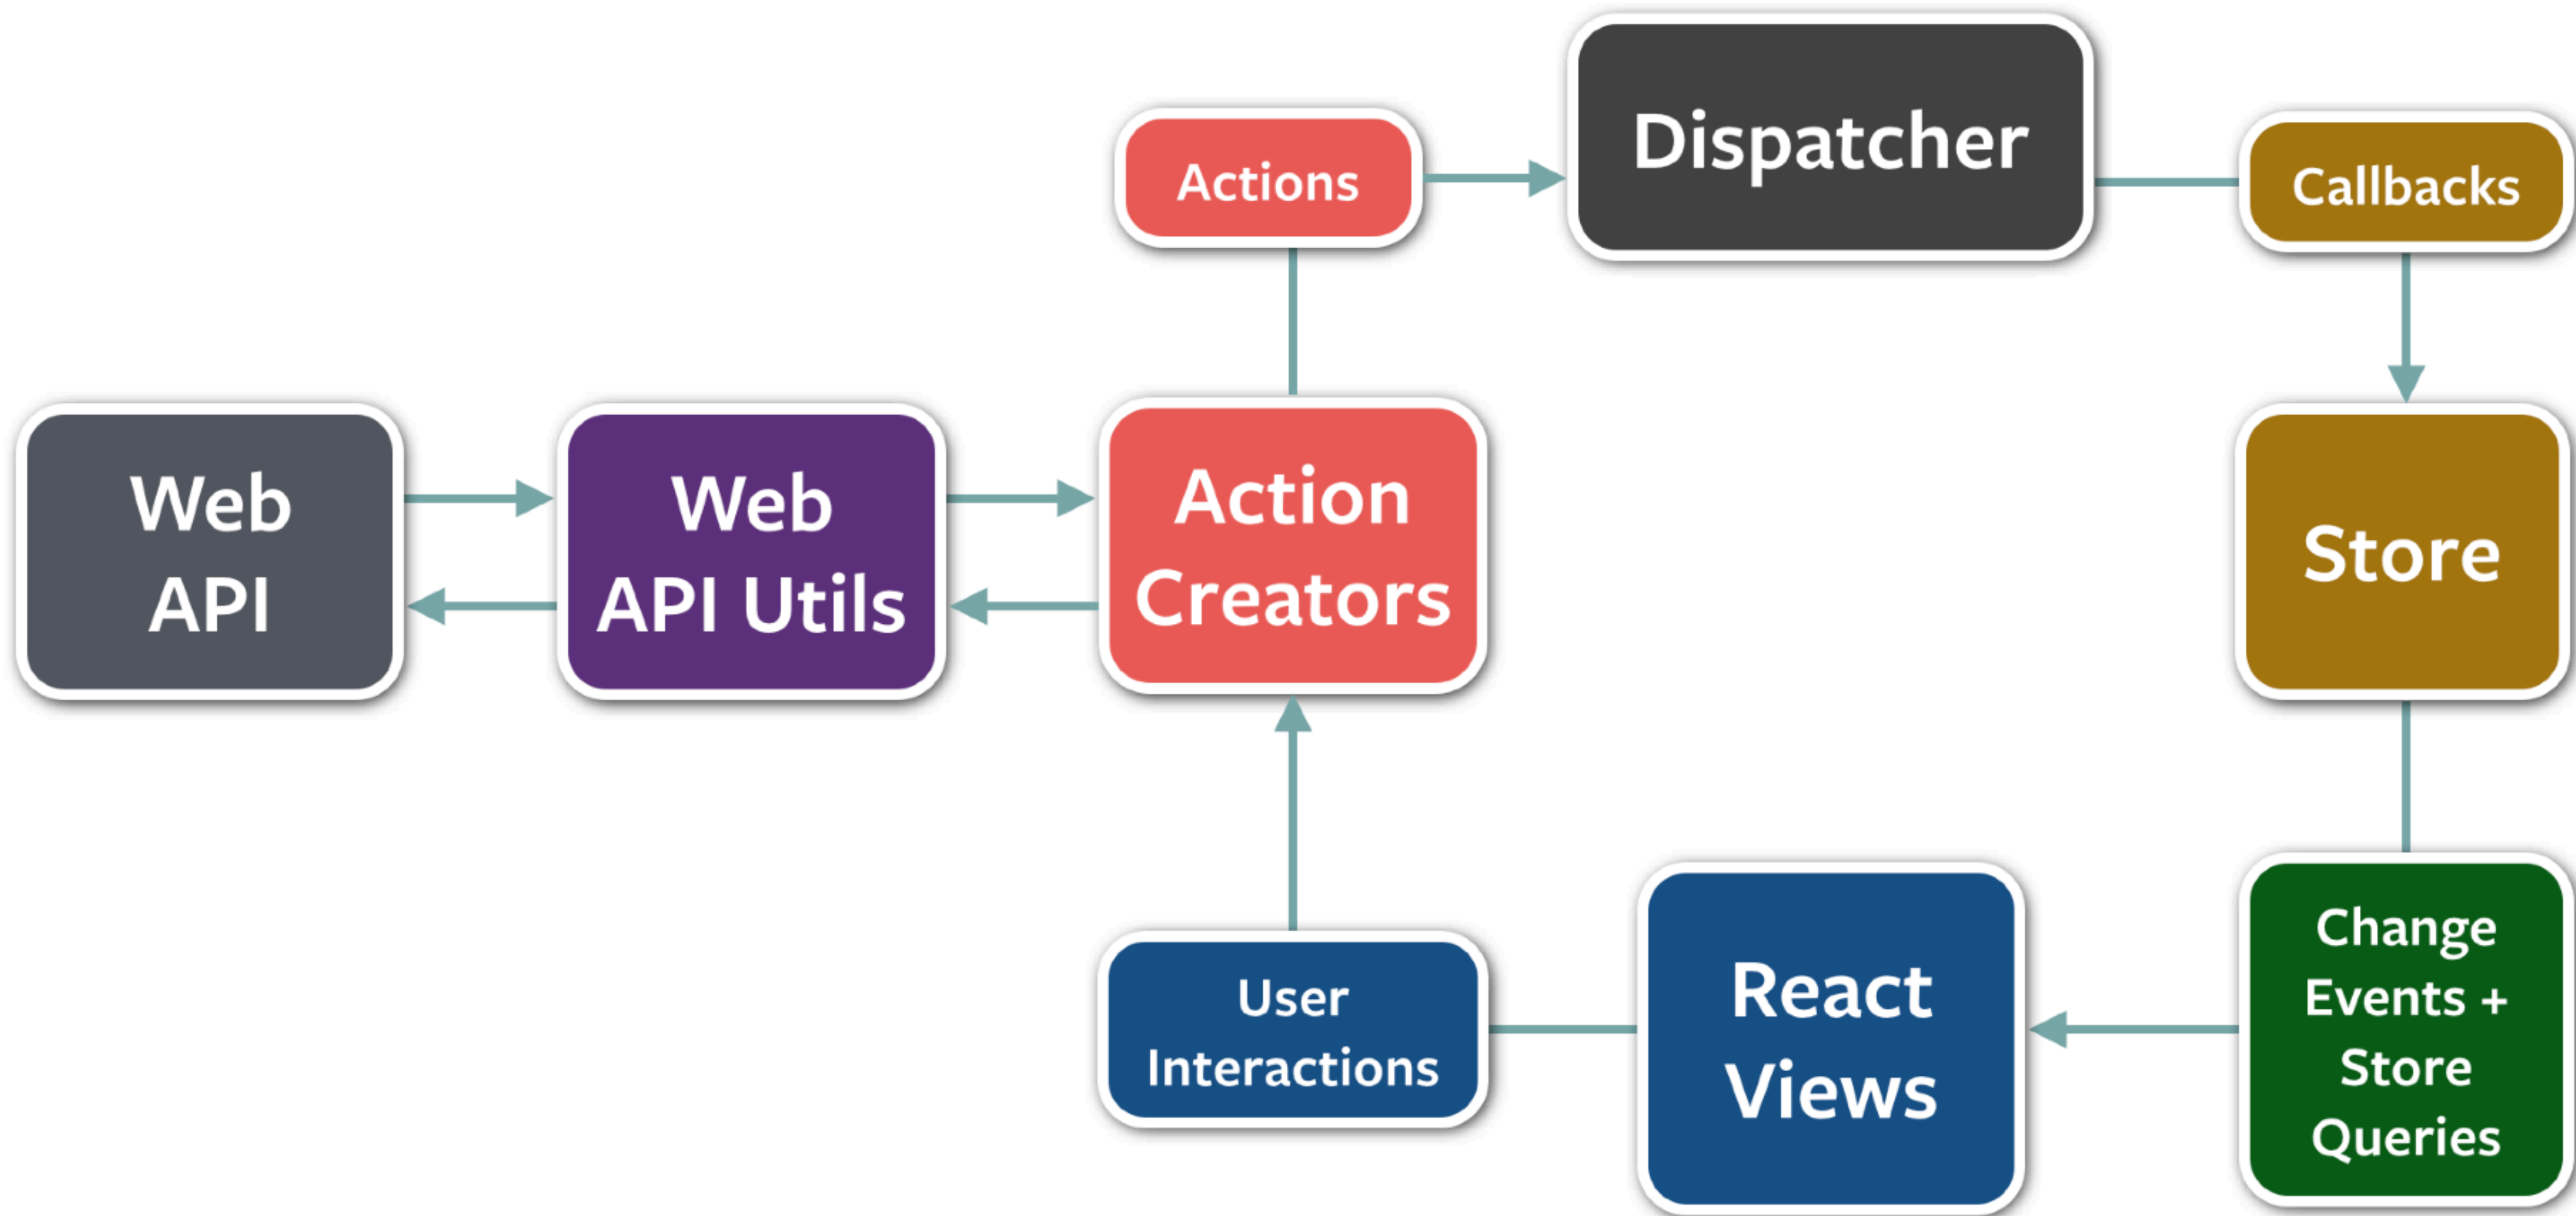 Dispatcher
Actions
Callbacks
Web
API
Web
API Utils
Action
Creators
Store
User
Interactions
React
Views
Change
Events +
Store
Queries